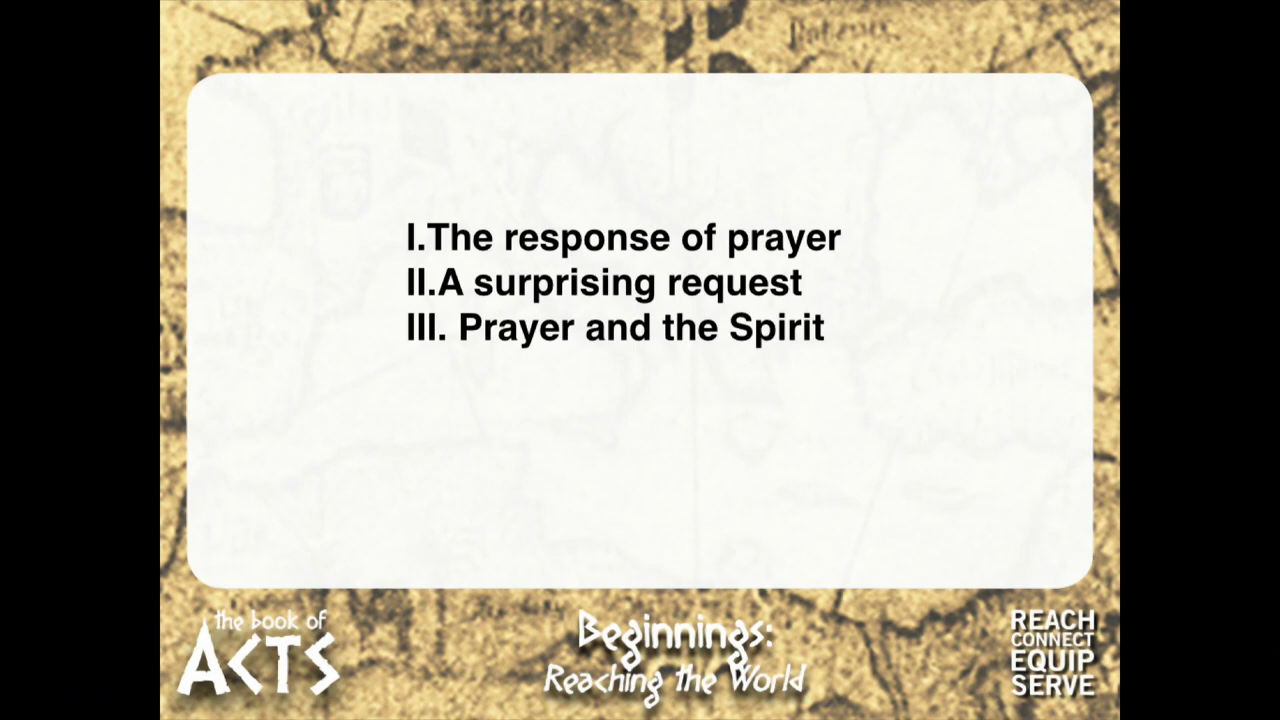 I.The response of prayer
II.A surprising request
III. Prayer and the Spirit
the book of
ACTS
Beginnings:
Reaching the World
REACH
CONNECT
EQUIP
SERVE